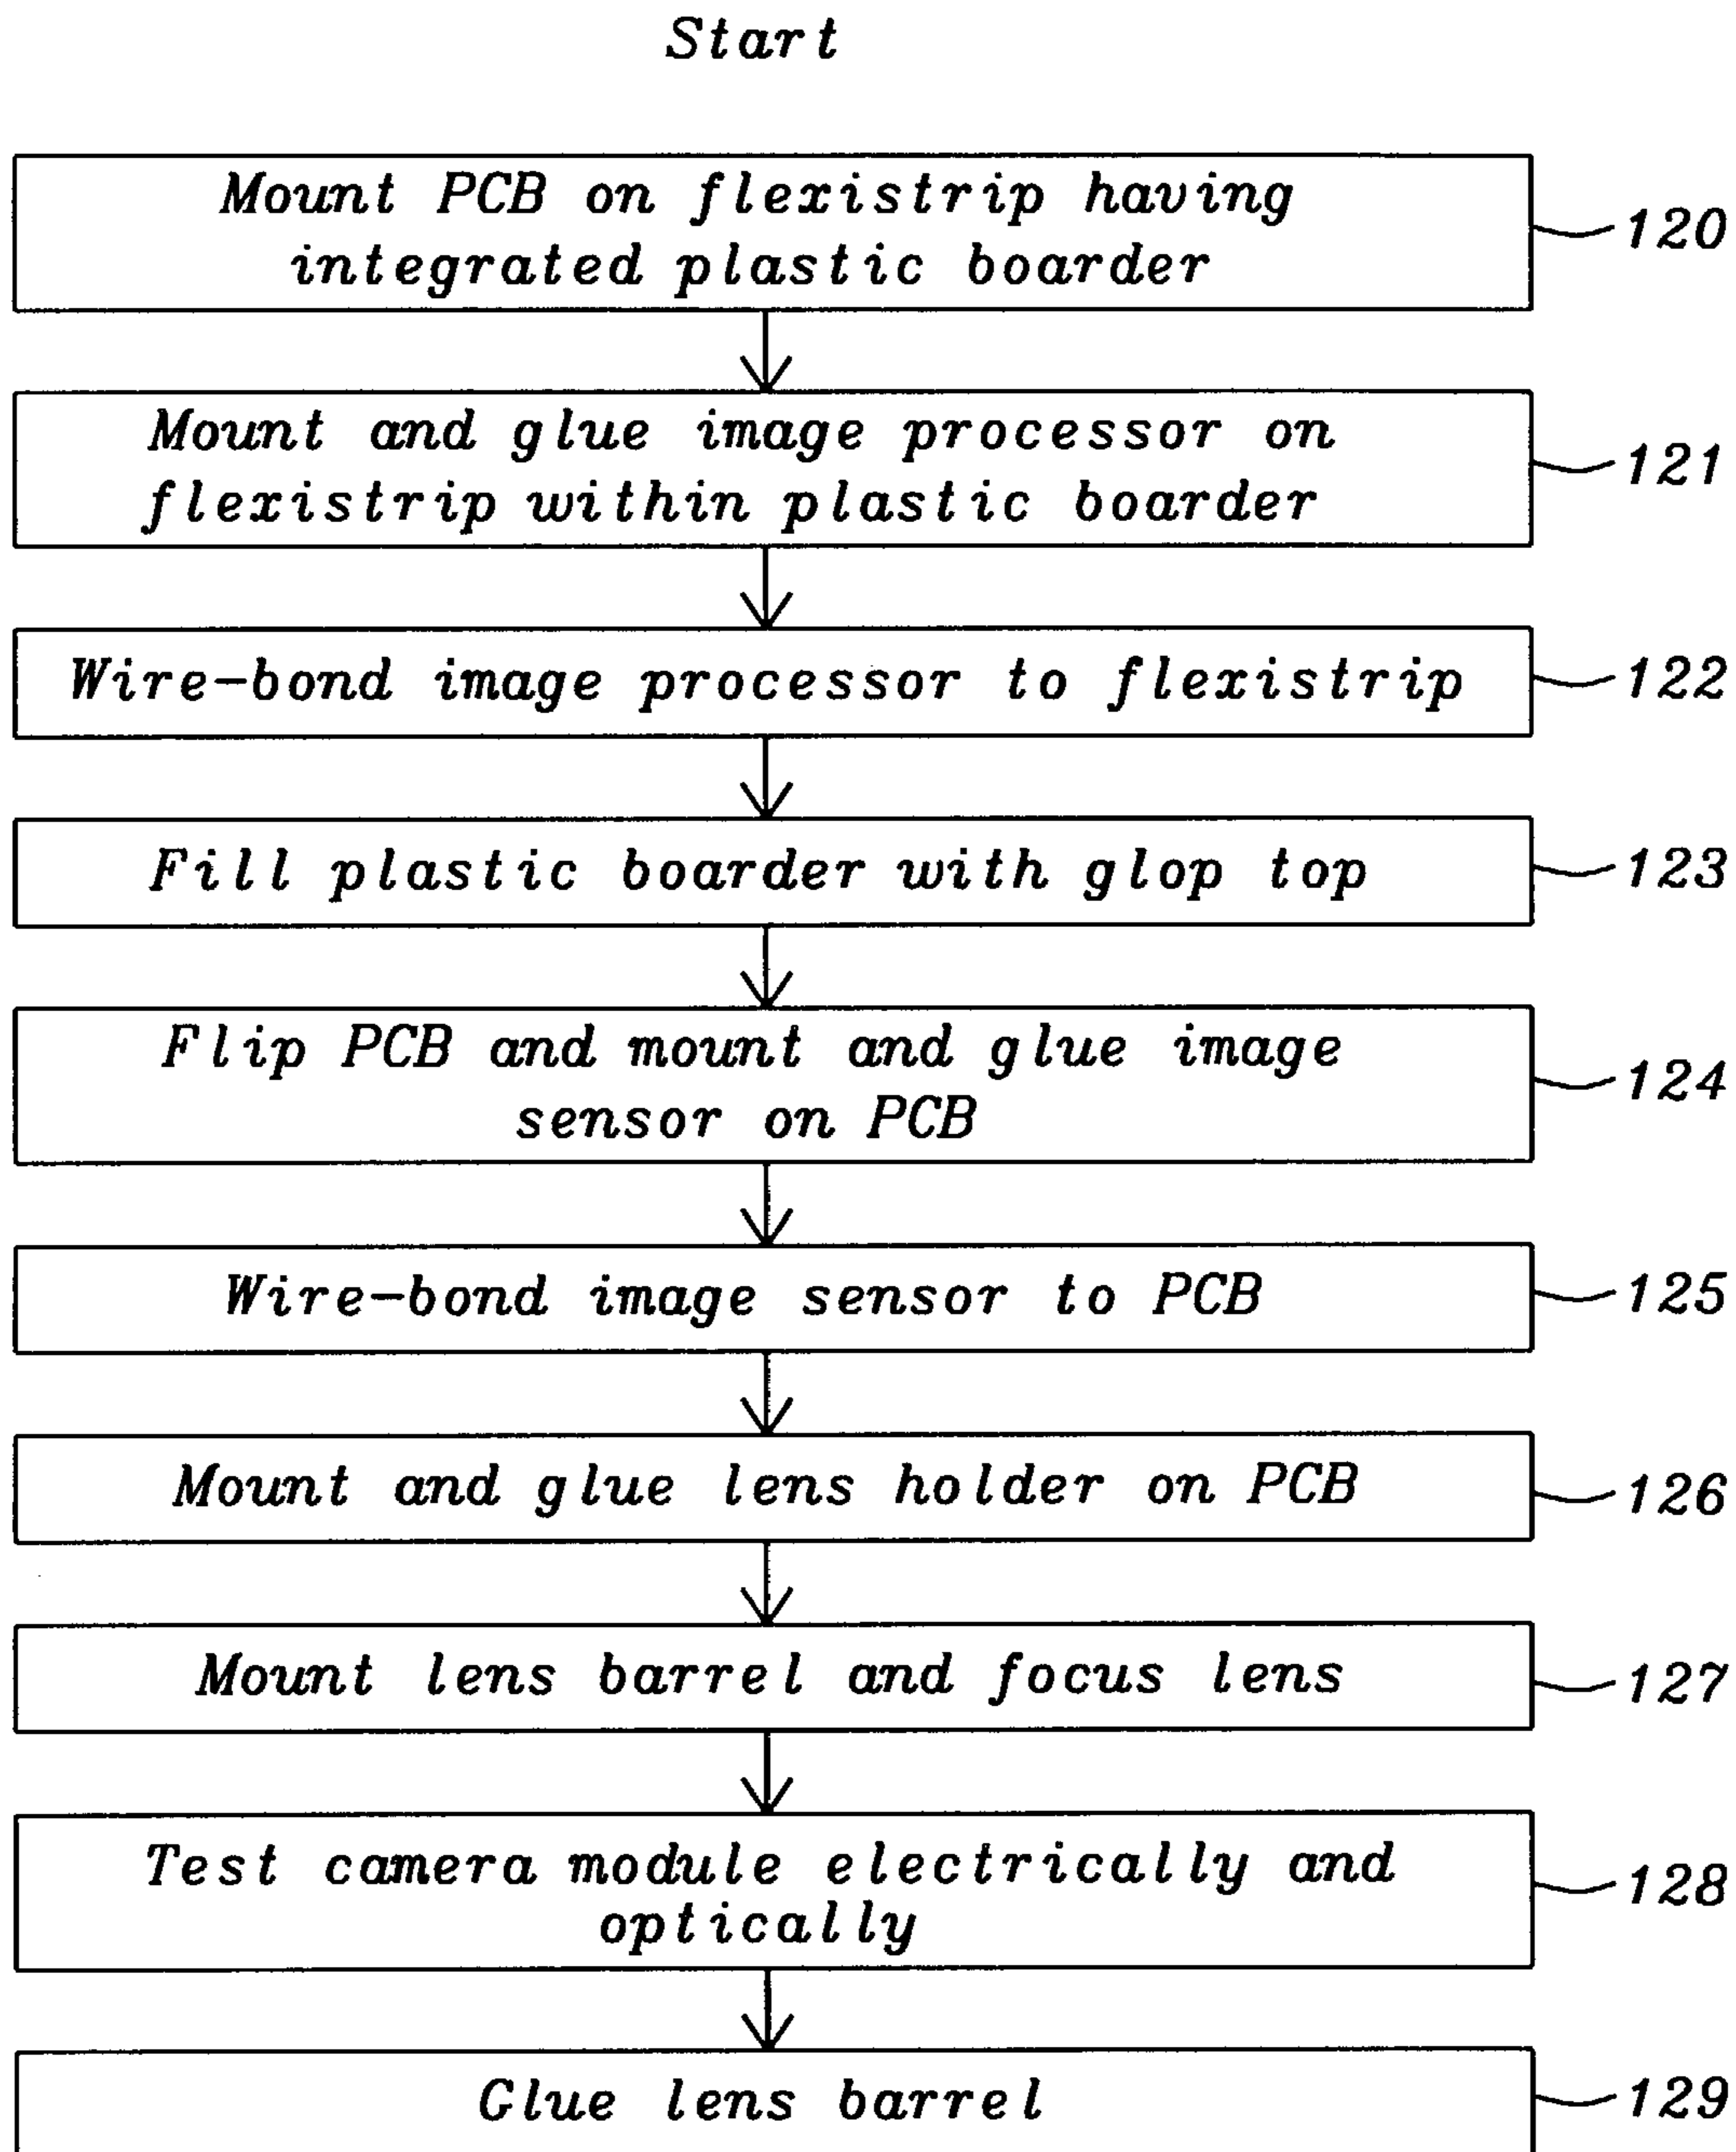 Start
Mount PCB on flexistrip having
integrated plastic boarder
120
Mount and glue image processor on
flexistrip within plastic boarder
121
Wire-bond image processor to flexistrip
122
Fill plastic boarder with glop top
123
Flip PCB and mount and glue image
sensor on PCB
124
Wire-bond image sensor to PCB
125
Mount and glue lens holder on PCB
126
Mount lens barrel and focus lens
127
Test camera module electrically and
optically
128
Glue lens barrel
129